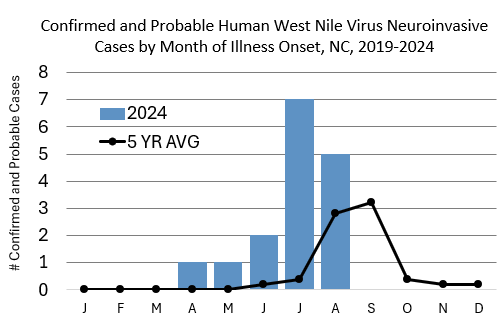 Confirmed and Probable Human West Nile Virus Neuroinvasive
Cases by Month of Illness Onset, NC, 2019-2024
# Confirmed and Probable Cases
8
7
6
5
4
3
2
1
0
2024
5 YR AVG
J F M A M J J A S O N D